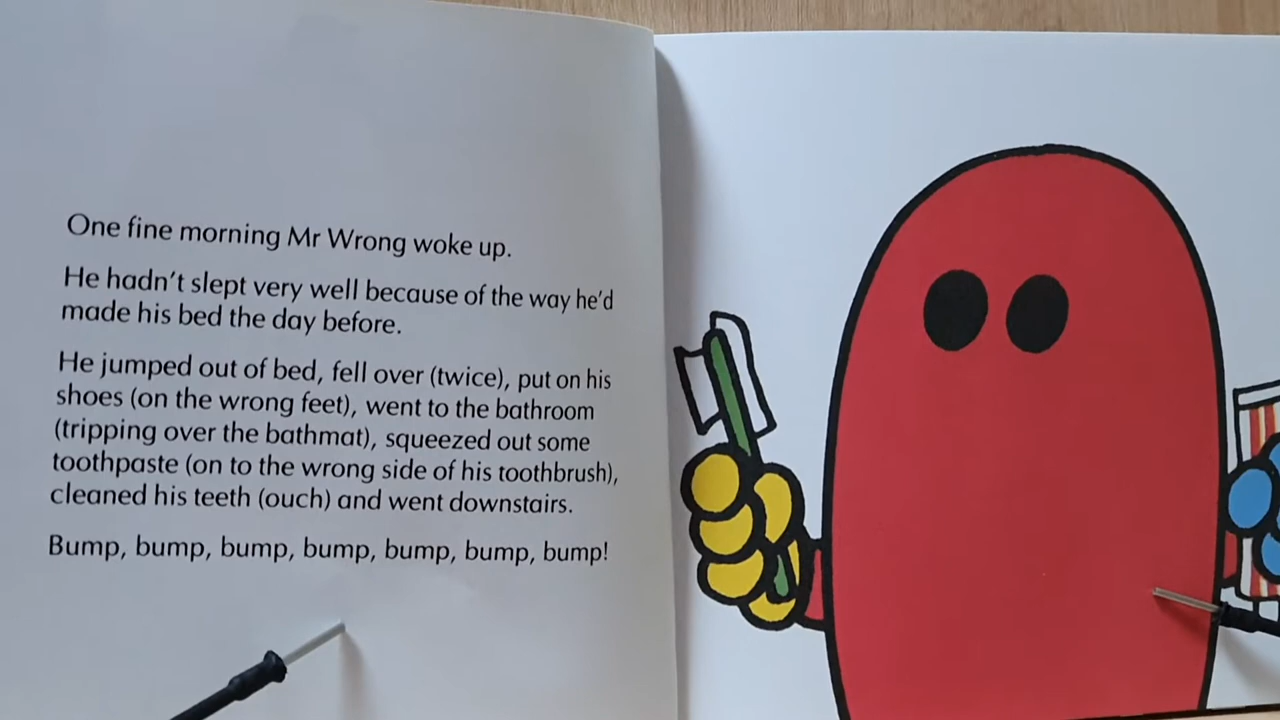 One fine morning Mr Wrong woke up.
He hadn't slept very well because of the way he'd
made his bed the day before.
He jumped out of bed, fell over (twice), put on his
shoes (on the wrong feet), went to the bathroom
(tripping over the bathmat), squeezed out some
toothpaste (on to the wrong side of his toothbrush),
cleaned his teeth (ouch) and went downstairs.
Bump, bump, bump, bump, bump, bump, bump!